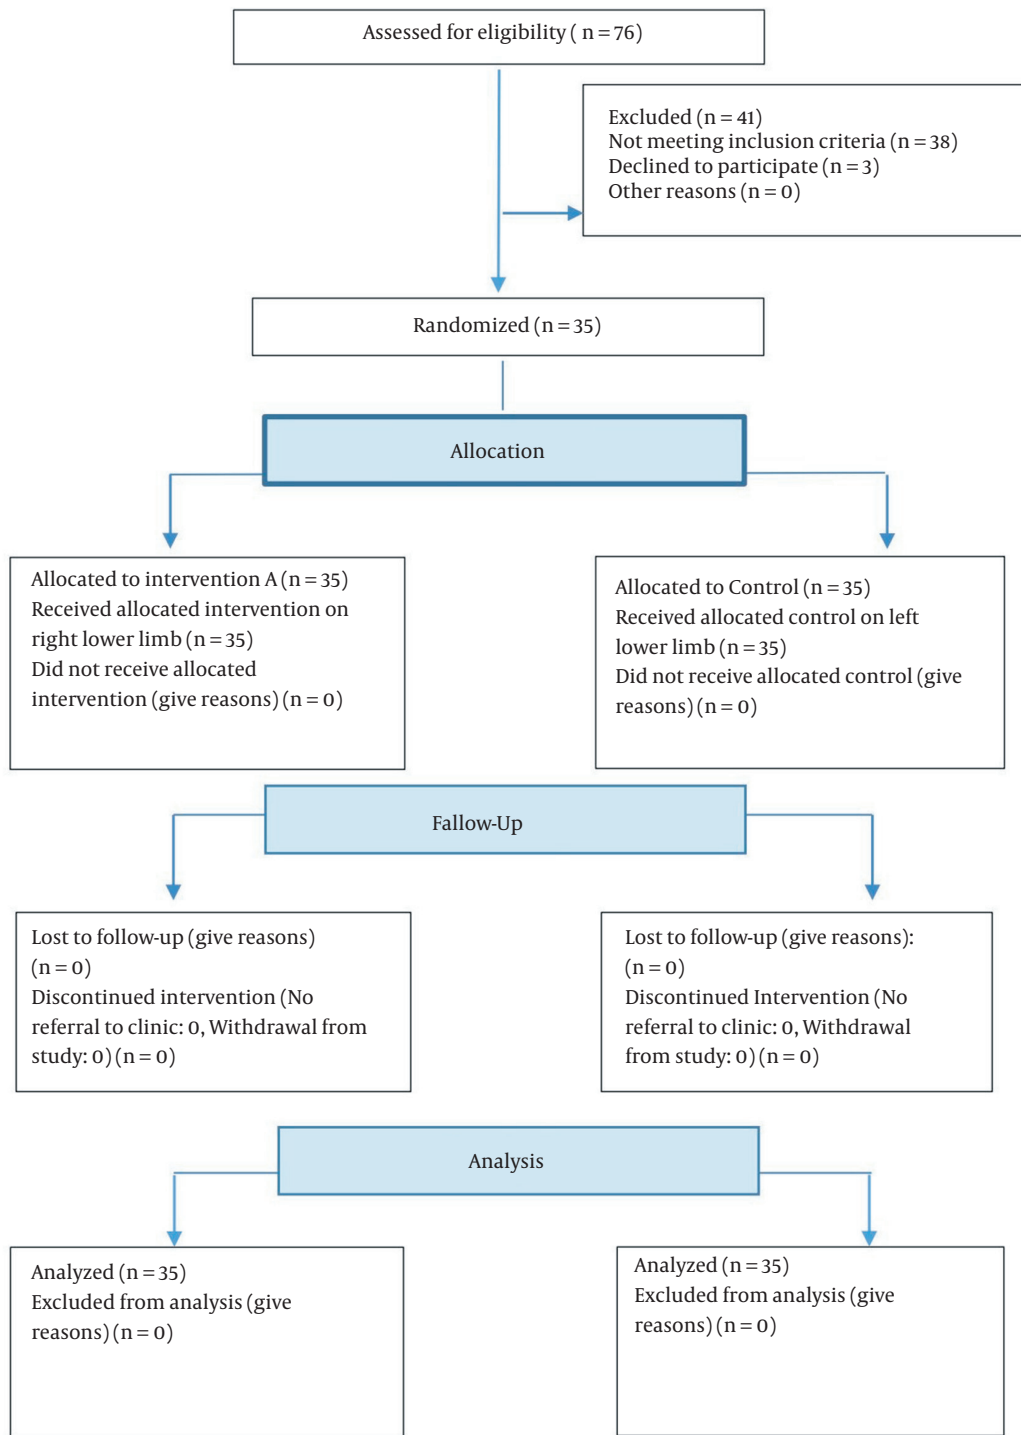 Assessed for eligibility ( n = 76)
Excluded (n = 41)
Not meeting inclusion criteria (n = 38)
Declined to participate (n = 3)
Other reasons (n = 0)
Randomized (n = 35)
Allocation
Allocated to intervention A (n = 35)
Received allocated intervention on
right lower limb (n = 35)
Did not receive allocated
intervention (give reasons) (n = 0)
Allocated to Control (n = 35)
Received allocated control on left
lower limb (n = 35)
Did not receive allocated control (give
reasons) (n = 0)
Fallow-Up
Lost to follow-up (give reasons)
(n = 0)
Discontinued intervention (No
referral to clinic: 0, Withdrawal from
study: 0) (n = 0)
Lost to follow-up (give reasons):
(n = 0)
Discontinued Intervention (No
referral to clinic: 0, Withdrawal
from study: 0) (n = 0)
Analysis
Analyzed (n = 35)
Excluded from analysis (give
reasons) (n = 0)
Analyzed (n = 35)
Excluded from analysis (give
reasons) (n = 0)